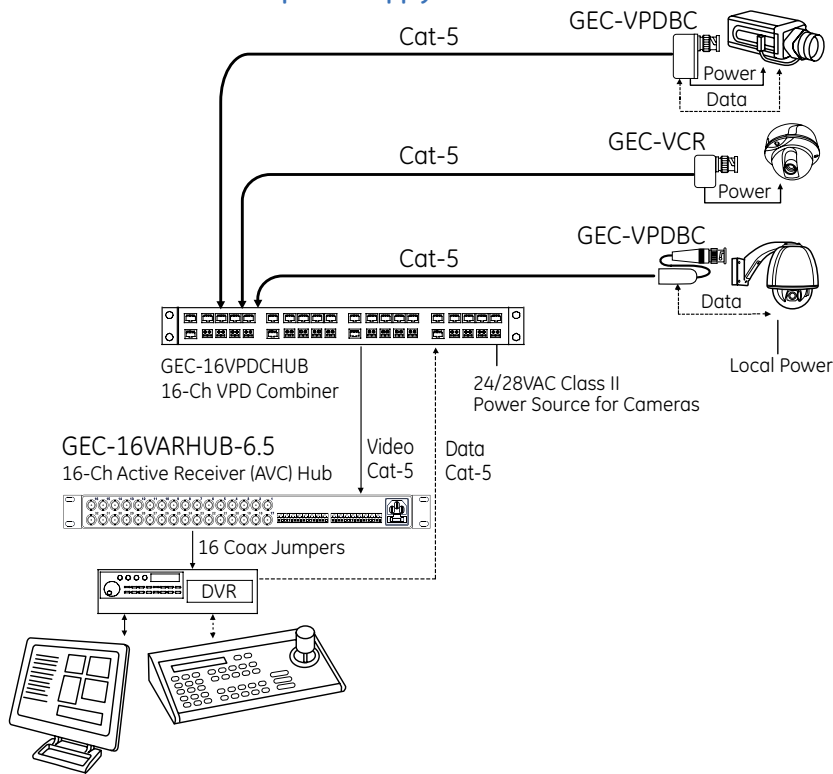 GEC-VPDBC
Cat-5
Power
Data
GEC-VCR
Cat-5
Power
GEC-VPDBC
Cat-5
Data
Local Power
GEC-16VPDCHUB
16-Ch VPD Combiner
24/28VAC Class II
Power Source for Cameras
GEC-16VARHUB-6.5
16-Ch Active Receiver (AVC) Hub
Video
Cat-5
Data
Cat-5
16 Coax Jumpers
DVR